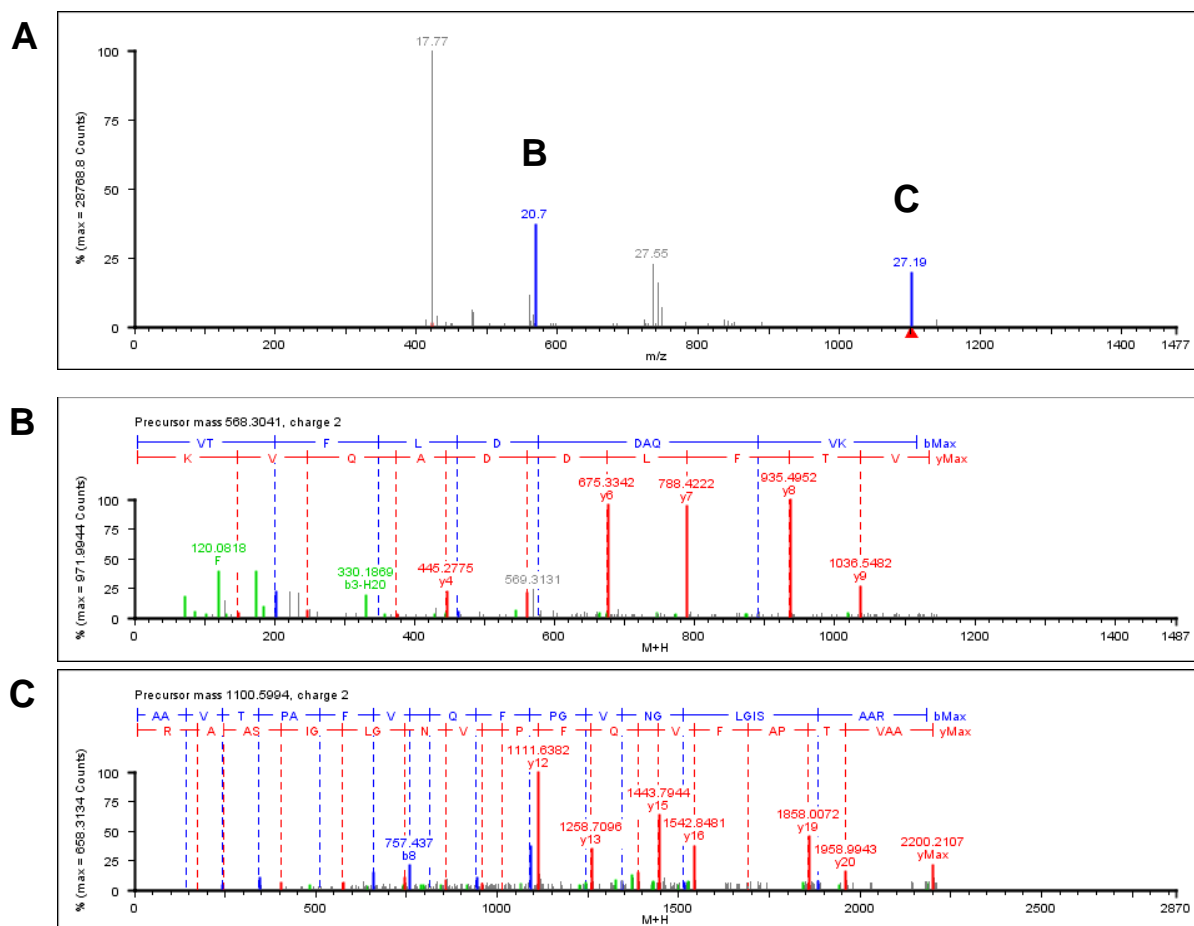 A
% (max = 28768.8 Counts)
100
75
50
25
0
17.77
B
20.7
27.55
C
27.19
0 200 400 600 800 1000 1200 1400 1477
m/z
B
Precursor mass 568.3041, charge 2
VT F L D DAQ VK bMax
K V Q A D D L F T V yMax
% (max = 971.9944 Counts)
100
75
50
25
0
120.0818
F
330.1869
b3-H20
445.2775
y4
569.3131
675.3342
y6
788.4222
y7
935.4952
y8
1036.5482
y9
0 200 400 600 800 1000 1200 1487
M+H
C
Precursor mass 1100.5994, charge 2
AA V T PA F V Q F PG V NG LGIS AAR bMax
R A AS IG LG N V P F Q V F AP T VAA yMax
% (max = 658.3134 Counts)
100
75
50
25
0
757.437
b8
1111.6382
y12
1258.7096
y13
1443.7944
y15
1542.8481
y16
1858.0072
y19
1958.9943
y20
2200.2107
yMax
0 500 1000 1500 2000 2500 2870
M+H